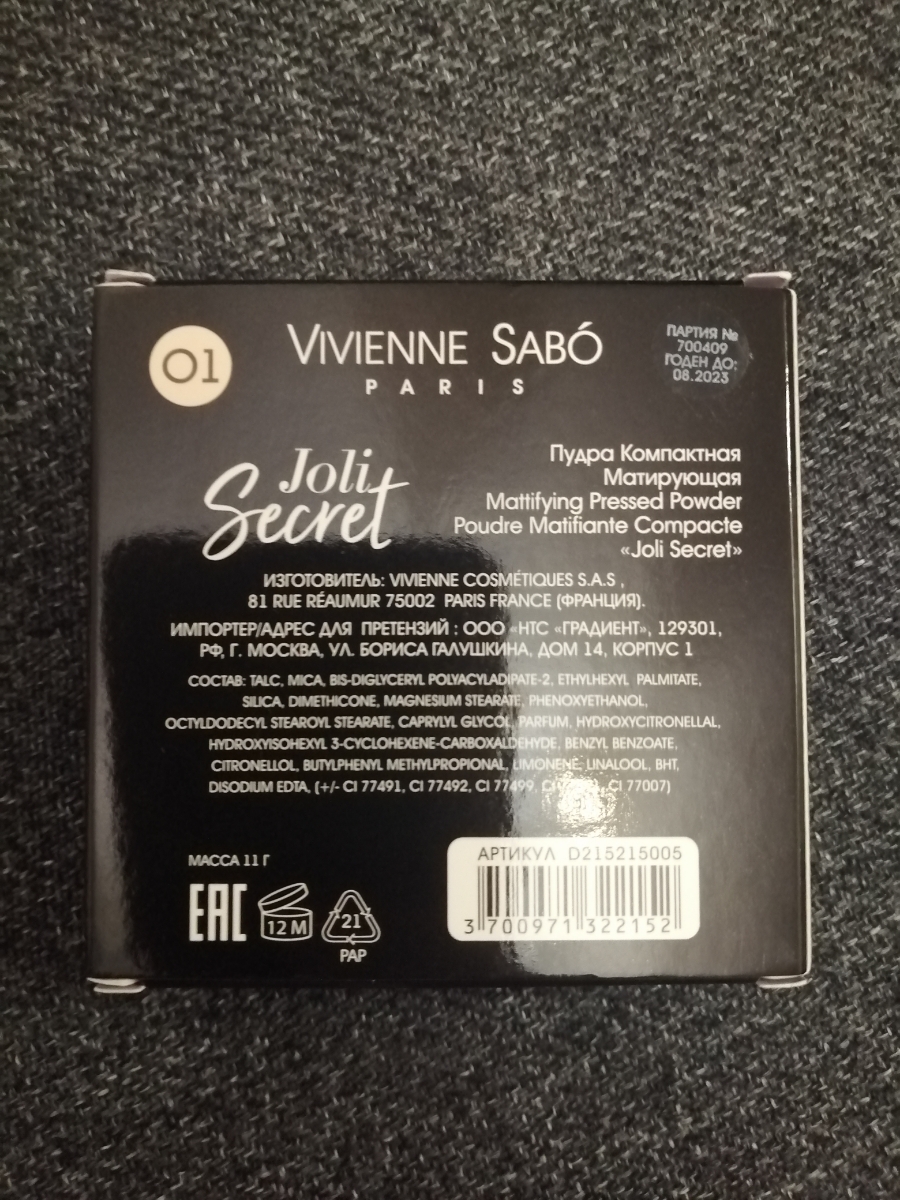 01
VIVIENNE SABÓ
PARIS
ПАРТИЯ №
700409
ГОДЕН ДО:
08.2023
Joli
Secret
Пудра Компактная
Матирующая
Mattifying Pressed Powder
Poudre Matifiante Compacte
«Joli Secret»
ИЗГОТОВИТЕЛЬ: VIVIENNE COSMÉTIQUES S.A.S ,
81 RUE RÉAUMUR 75002 PARIS FRANCE (ФРАНЦИЯ).
ИМПОРТЕР/АДРЕС ДЛЯ ПРЕТЕНЗИЙ : ООО «НТС «ГРАДИЕНТ», 129301,
РФ, Г. МОСКВА, УЛ. БОРИСА ГАЛУШКИНА, ДОМ 14, КОРПУС 1
СОСТАВ: TALC, MICA, BIS-DIGLYCERYL POLYACYLADIPATE-2, ETHYLHEXYL PALMITATE,
SILICA, DIMETHICONE, MAGNESIUM STEARATE, PHENOXYETHANOL,
OCTYLDODECYL STEAROYL STEARATE, CAPRYLYL GLYCOL, PARFUM, HYDROXYCITRONELLAL,
HYDROXYISOHEXYL 3-CYCLOHEXENE-CARBOXALDEHYDE, BENZYL BENZOATE,
CITRONELLOL, BUTYLPHENYL METHYLPROPIONAL, LIMONENE, LINALOOL, BHT,
DISODIUM EDTA, (+/- CI 77491, CI 77492, CI 77499, CI 77007)
МАССА 11 Г
EAC
12 M
21
PAP
АРТИКУЛ D215215005
3 700971 322152